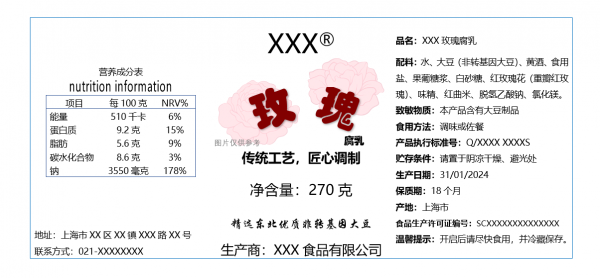 营养成分表
nutrition information
项目 每 100 克 NRV%
能量 510 千卡 6%
蛋白质 9.2 克 15%
脂肪 5.6 克 9%
碳水化合物 8.6 克 3%
钠 3550 毫克 178%
地址：上海市 XX 区 XX 镇 XXX 路 XX 号
联系方式：021-XXXXXXXX
XXX®
玫瑰
腐乳
图片仅供参考
传统工艺，匠心调制
净含量：270 克
精选东北优质非转基因大豆
生产商：XXX 食品有限公司
品名：XXX 玫瑰腐乳
配料：水、大豆（非转基因大豆）、黄酒、食用
盐、果葡糖浆、白砂糖、红玫瑰花（重瓣红玫
瑰）、味精、红曲米、脱氢乙酸钠、氯化镁。
致敏物质：本产品含有大豆制品
食用方法：调味或佐餐
产品执行标准号：Q/XXXX XXXXS
贮存条件：请置于阴凉干燥、避光处
生产日期：31/01/2024
保质期：18 个月
产地：上海市
食品生产许可证编号：SCXXXXXXXXXXXXXX
温馨提示：开启后请尽快食用，并冷藏保存。